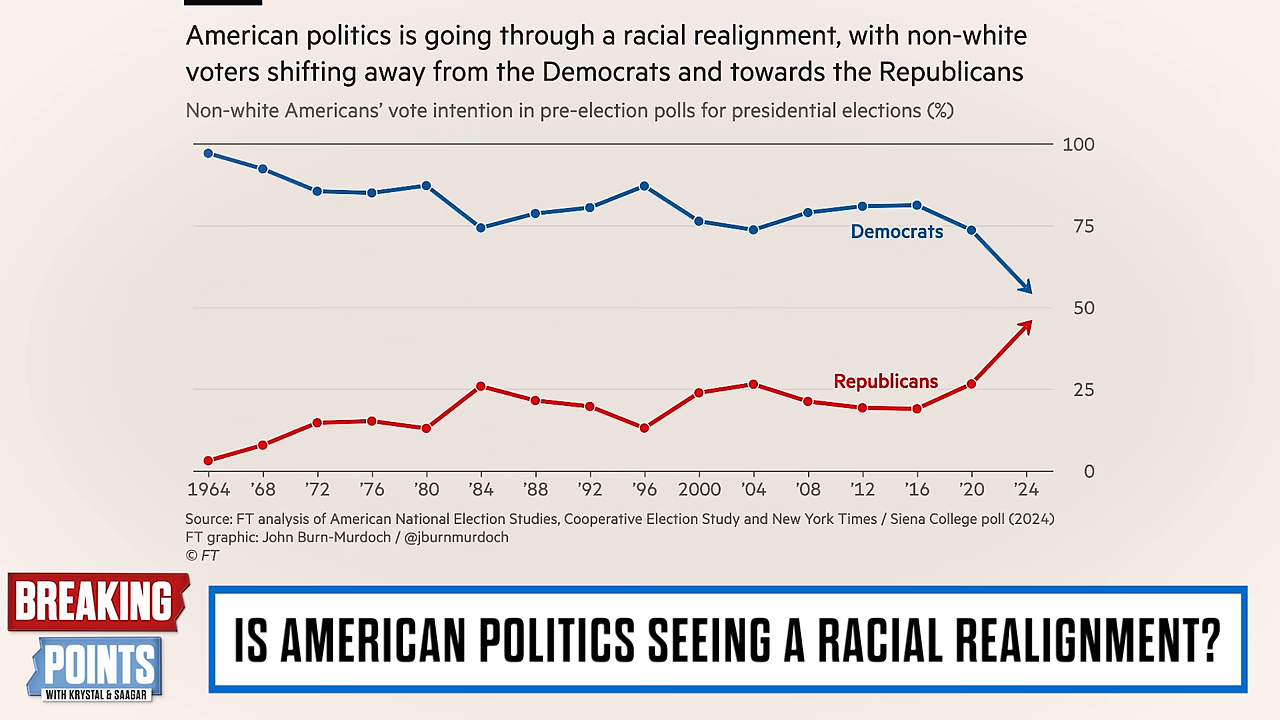 American politics is going through a racial realignment, with non-white
voters shifting away from the Democrats and towards the Republicans
Non-white Americans’ vote intention in pre-election polls for presidential elections (%)
100
75
Democrats
50
Republicans
25
0
1964 ’68 ’72 ’76 ’80 ’84 ’88 ’92 ’96 2000 ’04 ’08 ’12 ’16 ’20 ’24
Source: FT analysis of American National Election Studies, Cooperative Election Study and New York Times / Siena College poll (2024)
FT graphic: John Burn-Murdoch / @jburnmurdoch
© FT
BREAKING
POINTS
WITH KRYSTAL & SAAGAR
IS AMERICAN POLITICS SEEING A RACIAL REALIGNMENT?